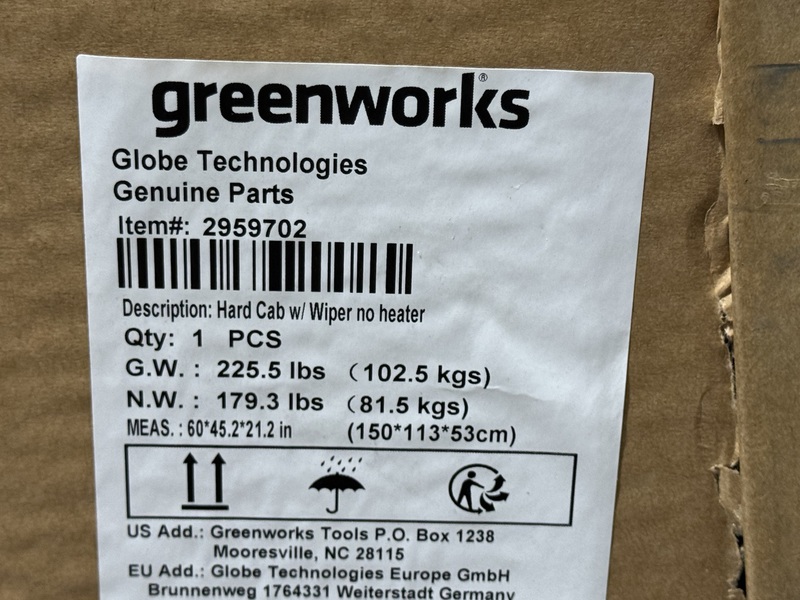 greenworks®
Globe Technologies
Genuine Parts
Item#: 2959702
Description: Hard Cab w/ Wiper no heater
Qty: 1 PCS
G.W. : 225.5 lbs (102.5 kgs)
N.W. : 179.3 lbs (81.5 kgs)
MEAS. : 60*45.2*21.2 in (150*113*53cm)
US Add.: Greenworks Tools P.O. Box 1238
Mooresville, NC 28115
EU Add.: Globe Technologies Europe GmbH
Brunnenweg 1764331 Weiterstadt Germany